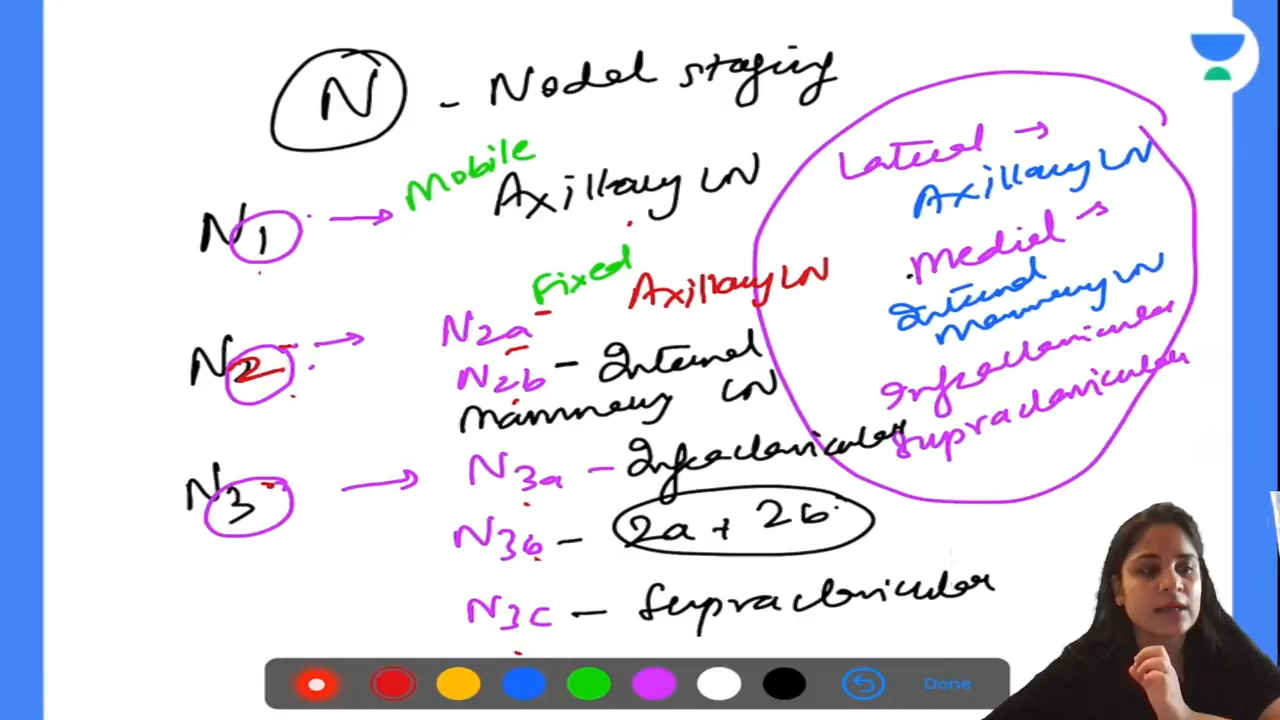 N - Nodal staging
N1 → Mobile Axillary LN
N2 → N2a Fixed Axillary LN
N2b - Internal
Mammary LN
N3 → N3a - Infraclavicular
N3b - 2a + 2b
N3c - Supraclavicular
Lateral →
Axillary LN
Medial →
Internal
Mammary LN
Infraclavicular
Supraclavicular
Done